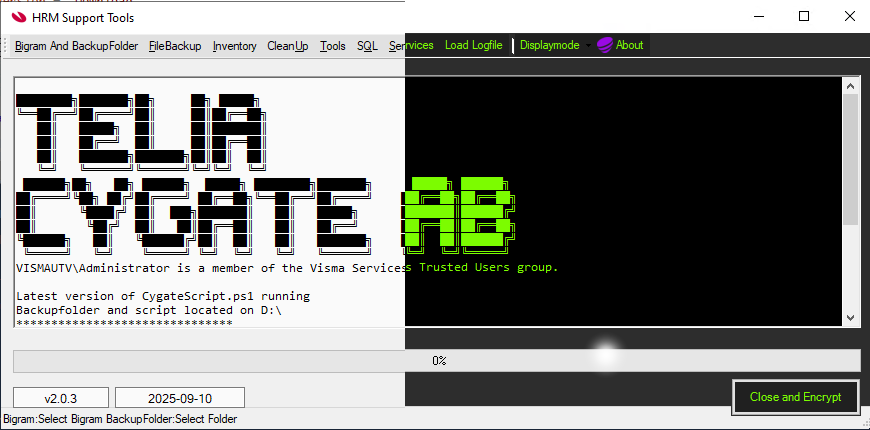 HRM Support Tools
Bigram And BackupFolder FileBackup Inventory CleanUp Tools SQL Services Load Logfile Displaymode About
TELIA
CYGATE AB
VISMAUTV\Administrator is a member of the Visma Services Trusted Users group.
Latest version of CygateScript.ps1 running
Backupfolder and script located on D:\
*******************************
0%
v2.0.3 2025-09-10 Close and Encrypt
Bigram:Select Bigram BackupFolder:Select Folder